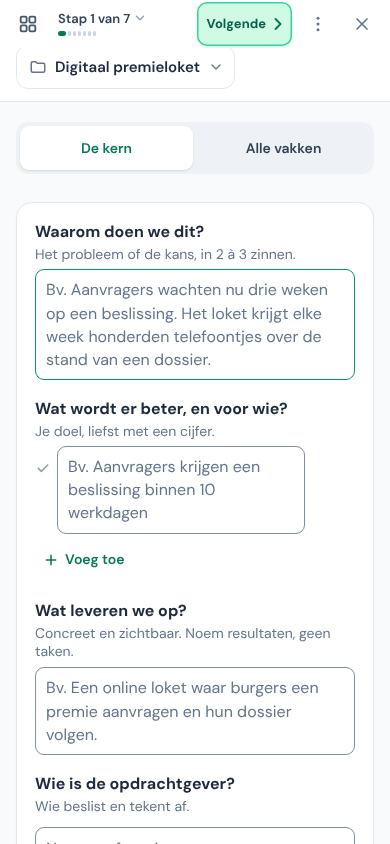 Stap 1 van 7
Volgende
Digitaal premieloket
De kern
Alle vakken
Waarom doen we dit?
Het probleem of de kans, in 2 à 3 zinnen.
Bv. Aanvragers wachten nu drie weken
op een beslissing. Het loket krijgt elke
week honderden telefoontjes over de
stand van een dossier.
Wat wordt er beter, en voor wie?
Je doel, liefst met een cijfer.
Bv. Aanvragers krijgen een
beslissing binnen 10
werkdagen
Voeg toe
Wat leveren we op?
Concreet en zichtbaar. Noem resultaten, geen
taken.
Bv. Een online loket waar burgers een
premie aanvragen en hun dossier
volgen.
Wie is de opdrachtgever?
Wie beslist en tekent af.